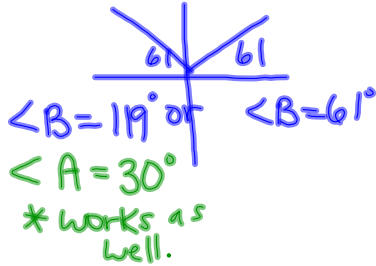 61 61
<B=119° or <B=61°
<A=30°
* works as
well.